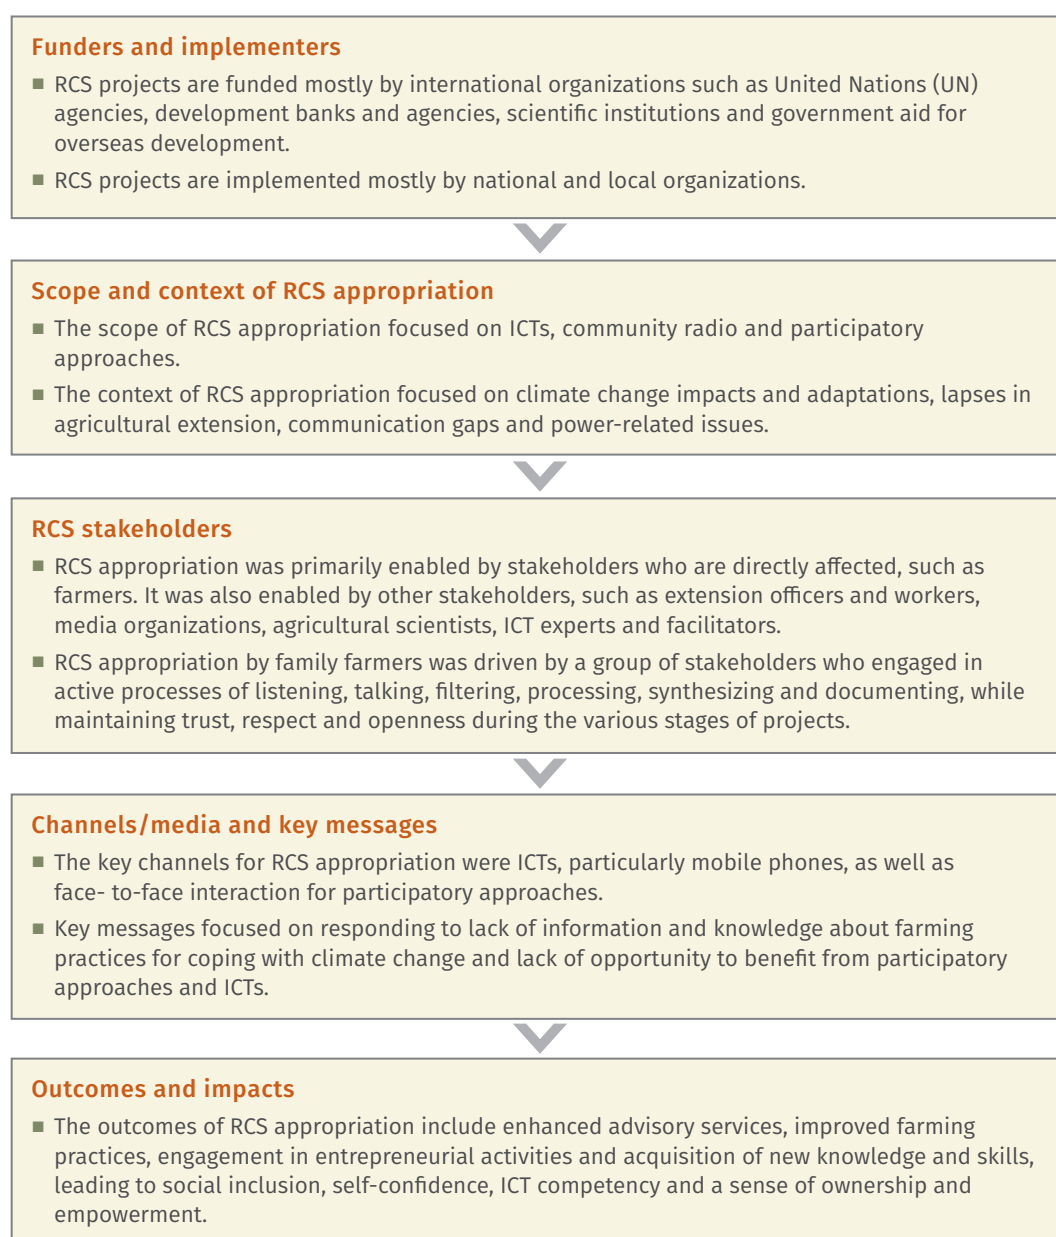 Funders and implementers
■ RCS projects are funded mostly by international organizations such as United Nations (UN)
agencies, development banks and agencies, scientific institutions and government aid for
overseas development.
■ RCS projects are implemented mostly by national and local organizations.
Scope and context of RCS appropriation
■ The scope of RCS appropriation focused on ICTs, community radio and participatory
approaches.
■ The context of RCS appropriation focused on climate change impacts and adaptations, lapses in
agricultural extension, communication gaps and power-related issues.
RCS stakeholders
■ RCS appropriation was primarily enabled by stakeholders who are directly affected, such as
farmers. It was also enabled by other stakeholders, such as extension officers and workers,
media organizations, agricultural scientists, ICT experts and facilitators.
■ RCS appropriation by family farmers was driven by a group of stakeholders who engaged in
active processes of listening, talking, filtering, processing, synthesizing and documenting, while
maintaining trust, respect and openness during the various stages of projects.
Channels/media and key messages
■ The key channels for RCS appropriation were ICTs, particularly mobile phones, as well as
face- to-face interaction for participatory approaches.
■ Key messages focused on responding to lack of information and knowledge about farming
practices for coping with climate change and lack of opportunity to benefit from participatory
approaches and ICTs.
Outcomes and impacts
■ The outcomes of RCS appropriation include enhanced advisory services, improved farming
practices, engagement in entrepreneurial activities and acquisition of new knowledge and skills,
leading to social inclusion, self-confidence, ICT competency and a sense of ownership and
empowerment.